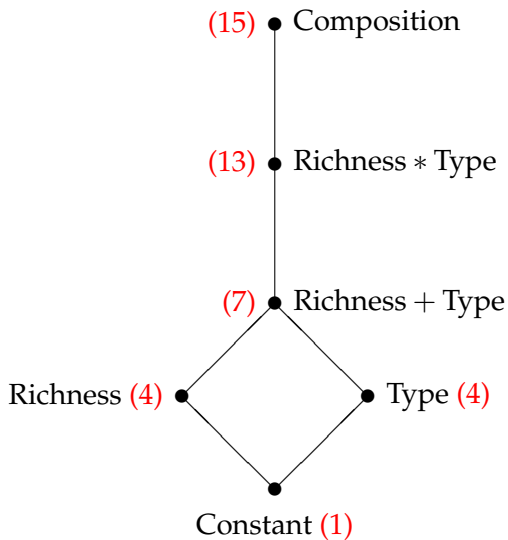 (15) Composition
(13) Richness ∗ Type
(7) Richness + Type
Richness (4) Type (4)
Constant (1)